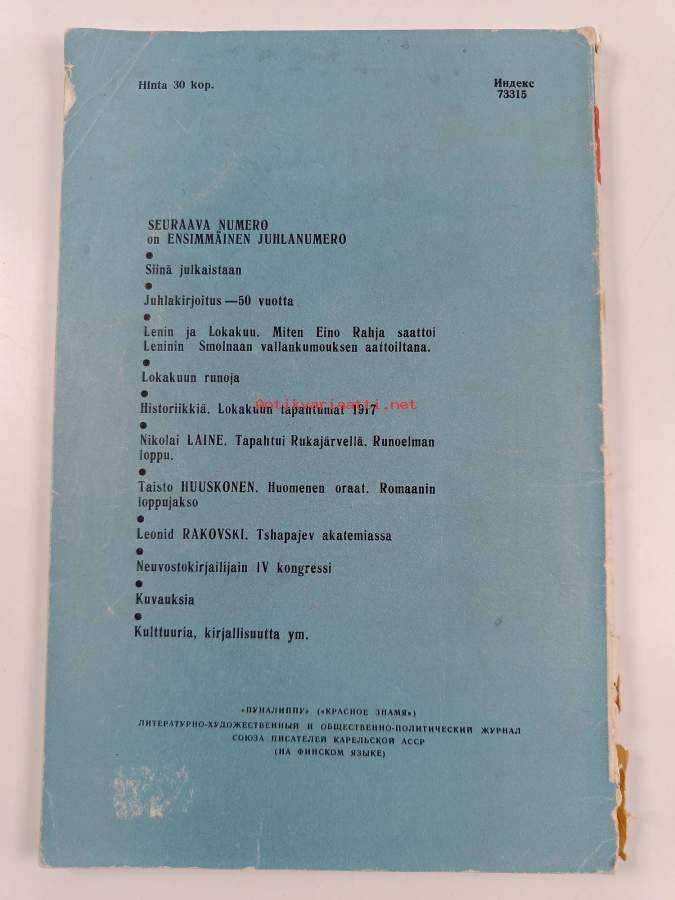 Hinta 30 kop.
Индекс
73315
SEURAAVA NUMERO
on ENSIMMÄINEN JUHLANUMERO
Siinä julkaistaan
Juhlakirjoitus — 50 vuotta
Lenin ja Lokakuu. Miten Eino Rahja saattoi
Leninin Smolnaan vallankumouksen aattoiltana.
Lokakuun runoja
Antikvariaatti.net
Historiikkiä. Lokakuun tapahtumat 1917
Nikolai LAINE. Tapahtui Rukajärvellä. Runoelman
loppu.
Taisto HUUSKONEN. Huomenen oraat. Romaanin
loppujakso
Leonid RAKOVSKI. Tshapajev akatemiassa
Neuvostokirjailijain IV kongressi
Kuvauksia
Kulttuuria, kirjallisuutta ym.
«ПУНАЛИППУ» («КРАСНОЕ ЗНАМЯ»)
ЛИТЕРАТУРНО-ХУДОЖЕСТВЕННЫЙ И ОБЩЕСТВЕННО-ПОЛИТИЧЕСКИЙ ЖУРНАЛ
СОЮЗА ПИСАТЕЛЕЙ КАРЕЛЬСКОЙ АССР
(НА ФИНСКОМ ЯЗЫКЕ)